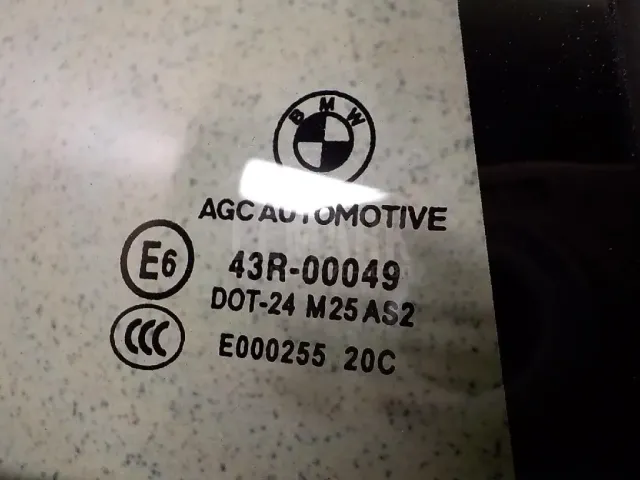 BMW
AGC AUTOMOTIVE
E6
43R-00049
DOT-24 M25 AS2
CCC
E000255 20C